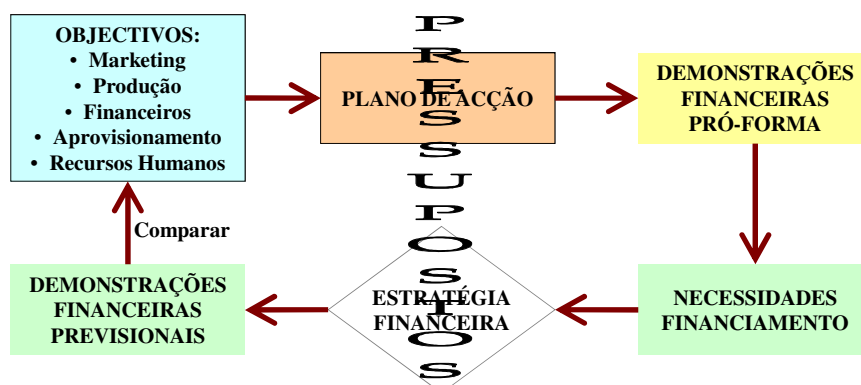 OBJECTIVOS:
• Marketing
• Produção
• Financeiros
• Aprovisionamento
• Recursos Humanos
PLANO DE ACÇÃO
DEMONSTRAÇÕES
FINANCEIRAS
PRÓ-FORMA
PRESSUPOSTOS
Comparar
DEMONSTRAÇÕES
FINANCEIRAS
PREVISIONAIS
ESTRATÉGIA
FINANCEIRA
NECESSIDADES
FINANCIAMENTO